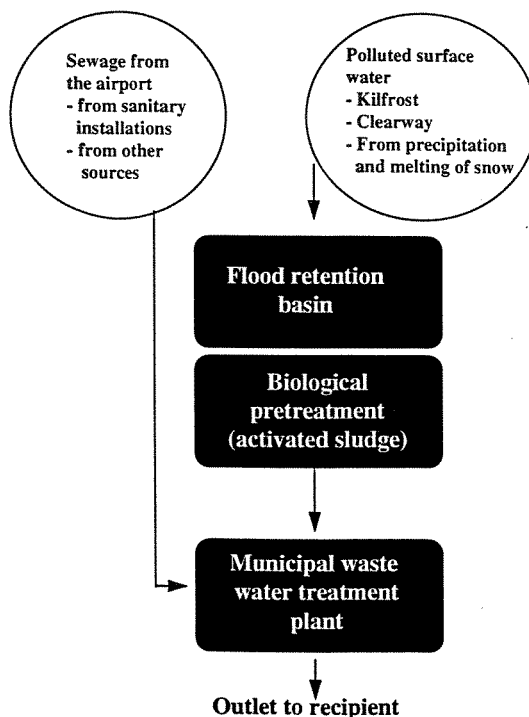 Sewage from
the airport
- from sanitary
installations
- from other
sources
Polluted surface
water
- Kilfrost
- Clearway
- From precipitation
and melting of snow
Flood retention
basin
Biological
pretreatment
(activated sludge)
Municipal waste
water treatment
plant
Outlet to recipient